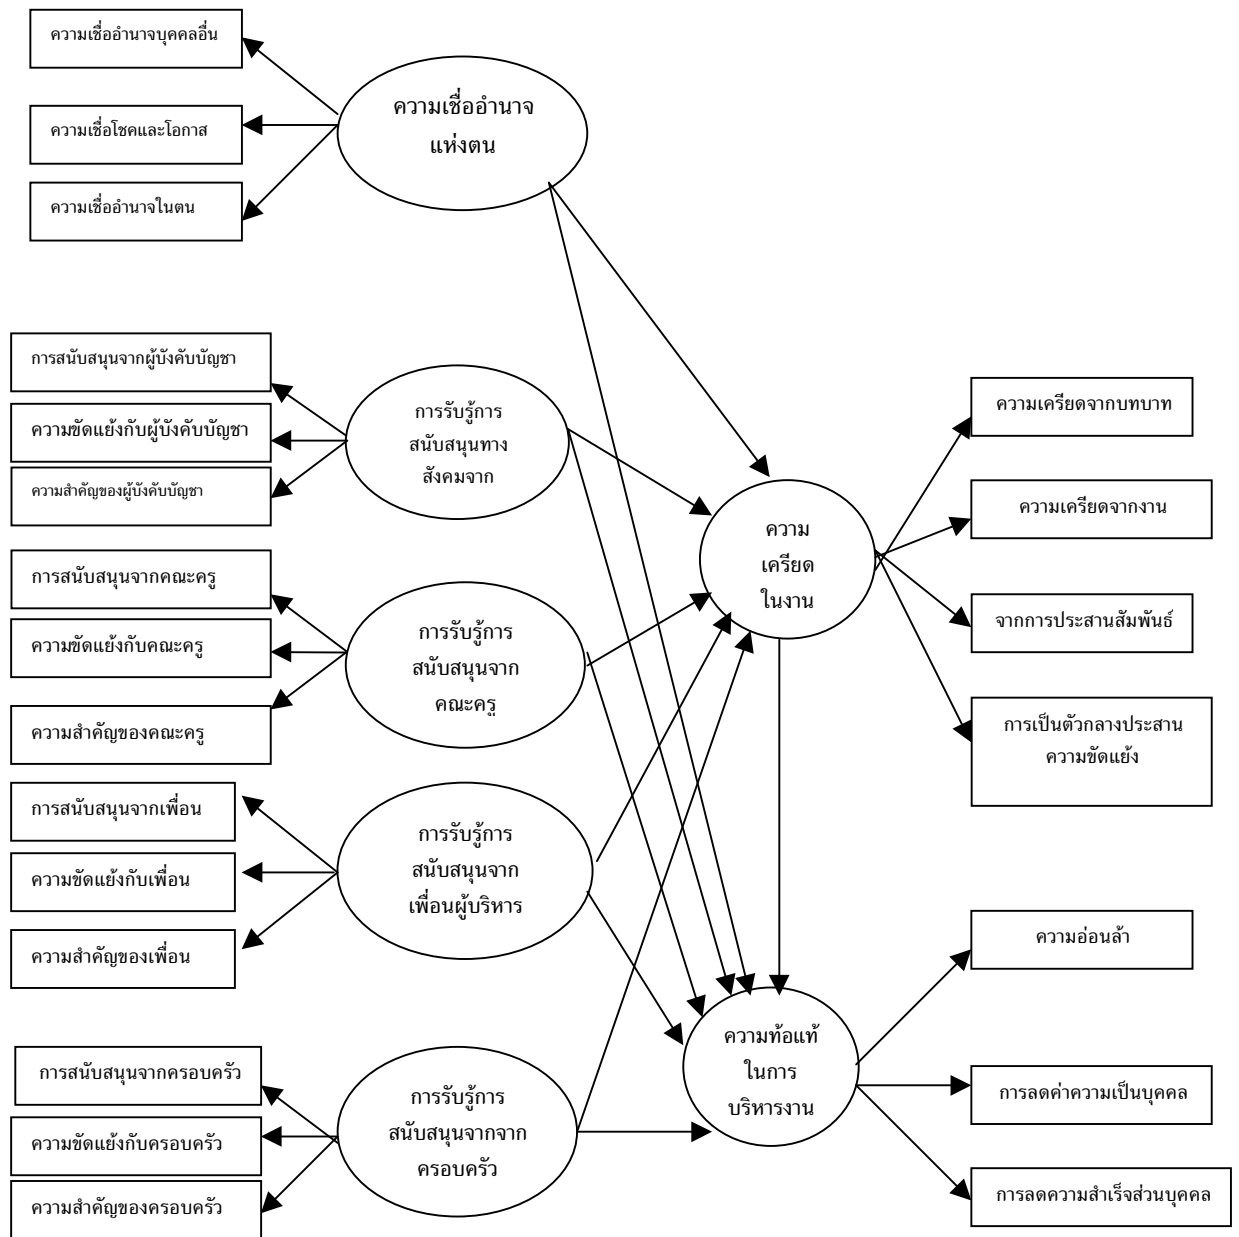 ความเชื่ออำนาจบุคคลอื่น
ความเชื่อโชคและโอกาส
ความเชื่ออำนาจในตน
ความเชื่ออำนาจ
แห่งตน
การสนับสนุนจากผู้บังคับบัญชา
ความขัดแย้งกับผู้บังคับบัญชา
ความสำคัญของผู้บังคับบัญชา
การรับรู้การ
สนับสนุนทาง
สังคมจาก
การสนับสนุนจากคณะครู
ความขัดแย้งกับคณะครู
ความสำคัญของคณะครู
การรับรู้การ
สนับสนุนจาก
คณะครู
การสนับสนุนจากเพื่อน
ความขัดแย้งกับเพื่อน
ความสำคัญของเพื่อน
การรับรู้การ
สนับสนุนจาก
เพื่อนผู้บริหาร
การสนับสนุนจากครอบครัว
ความขัดแย้งกับครอบครัว
ความสำคัญของครอบครัว
การรับรู้การ
สนับสนุนจากจาก
ครอบครัว
ความ
เครียด
ในงาน
ความเครียดจากบทบาท
ความเครียดจากงาน
จากการประสานสัมพันธ์
การเป็นตัวกลางประสาน
ความขัดแย้ง
ความท้อแท้
ในการ
บริหารงาน
ความอ่อนล้า
การลดค่าความเป็นบุคคล
การลดความสำเร็จส่วนบุคคล